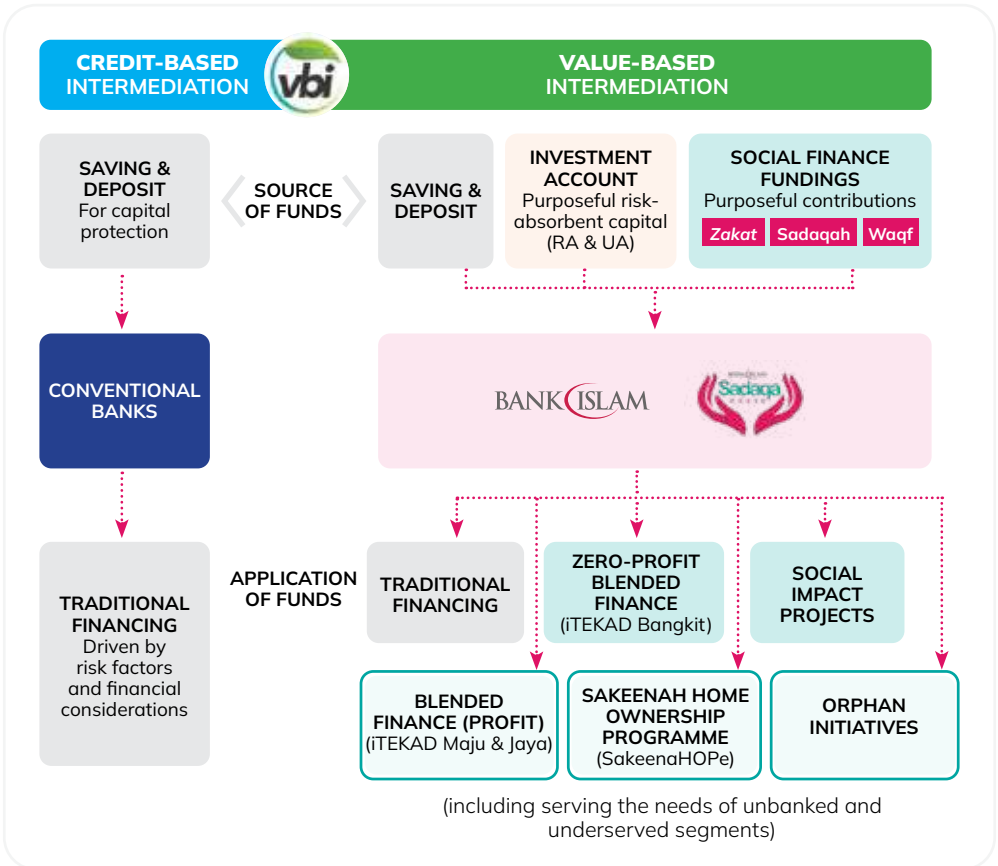 CREDIT-BASED
INTERMEDIATION
vbi
VALUE-BASED
INTERMEDIATION
SAVING &
DEPOSIT
For capital
protection
SOURCE
OF FUNDS
SAVING &
DEPOSIT
INVESTMENT
ACCOUNT
Purposeful risk-
absorbent capital
(RA & UA)
SOCIAL FINANCE
FUNDINGS
Purposeful contributions
Zakat
Sadaqah
Waqf
CONVENTIONAL
BANKS
BANK ISLAM
Sadaqa
TRADITIONAL
FINANCING
Driven by
risk factors
and financial
considerations
APPLICATION
OF FUNDS
TRADITIONAL
FINANCING
ZERO-PROFIT
BLENDED
FINANCE
(iTEKAD Bangkit)
SOCIAL
IMPACT
PROJECTS
BLENDED
FINANCE (PROFIT)
(iTEKAD Maju & Jaya)
SAKEENAH HOME
OWNERSHIP
PROGRAMME
(SakeenaHOPe)
ORPHAN
INITIATIVES
(including serving the needs of unbanked and
underserved segments)